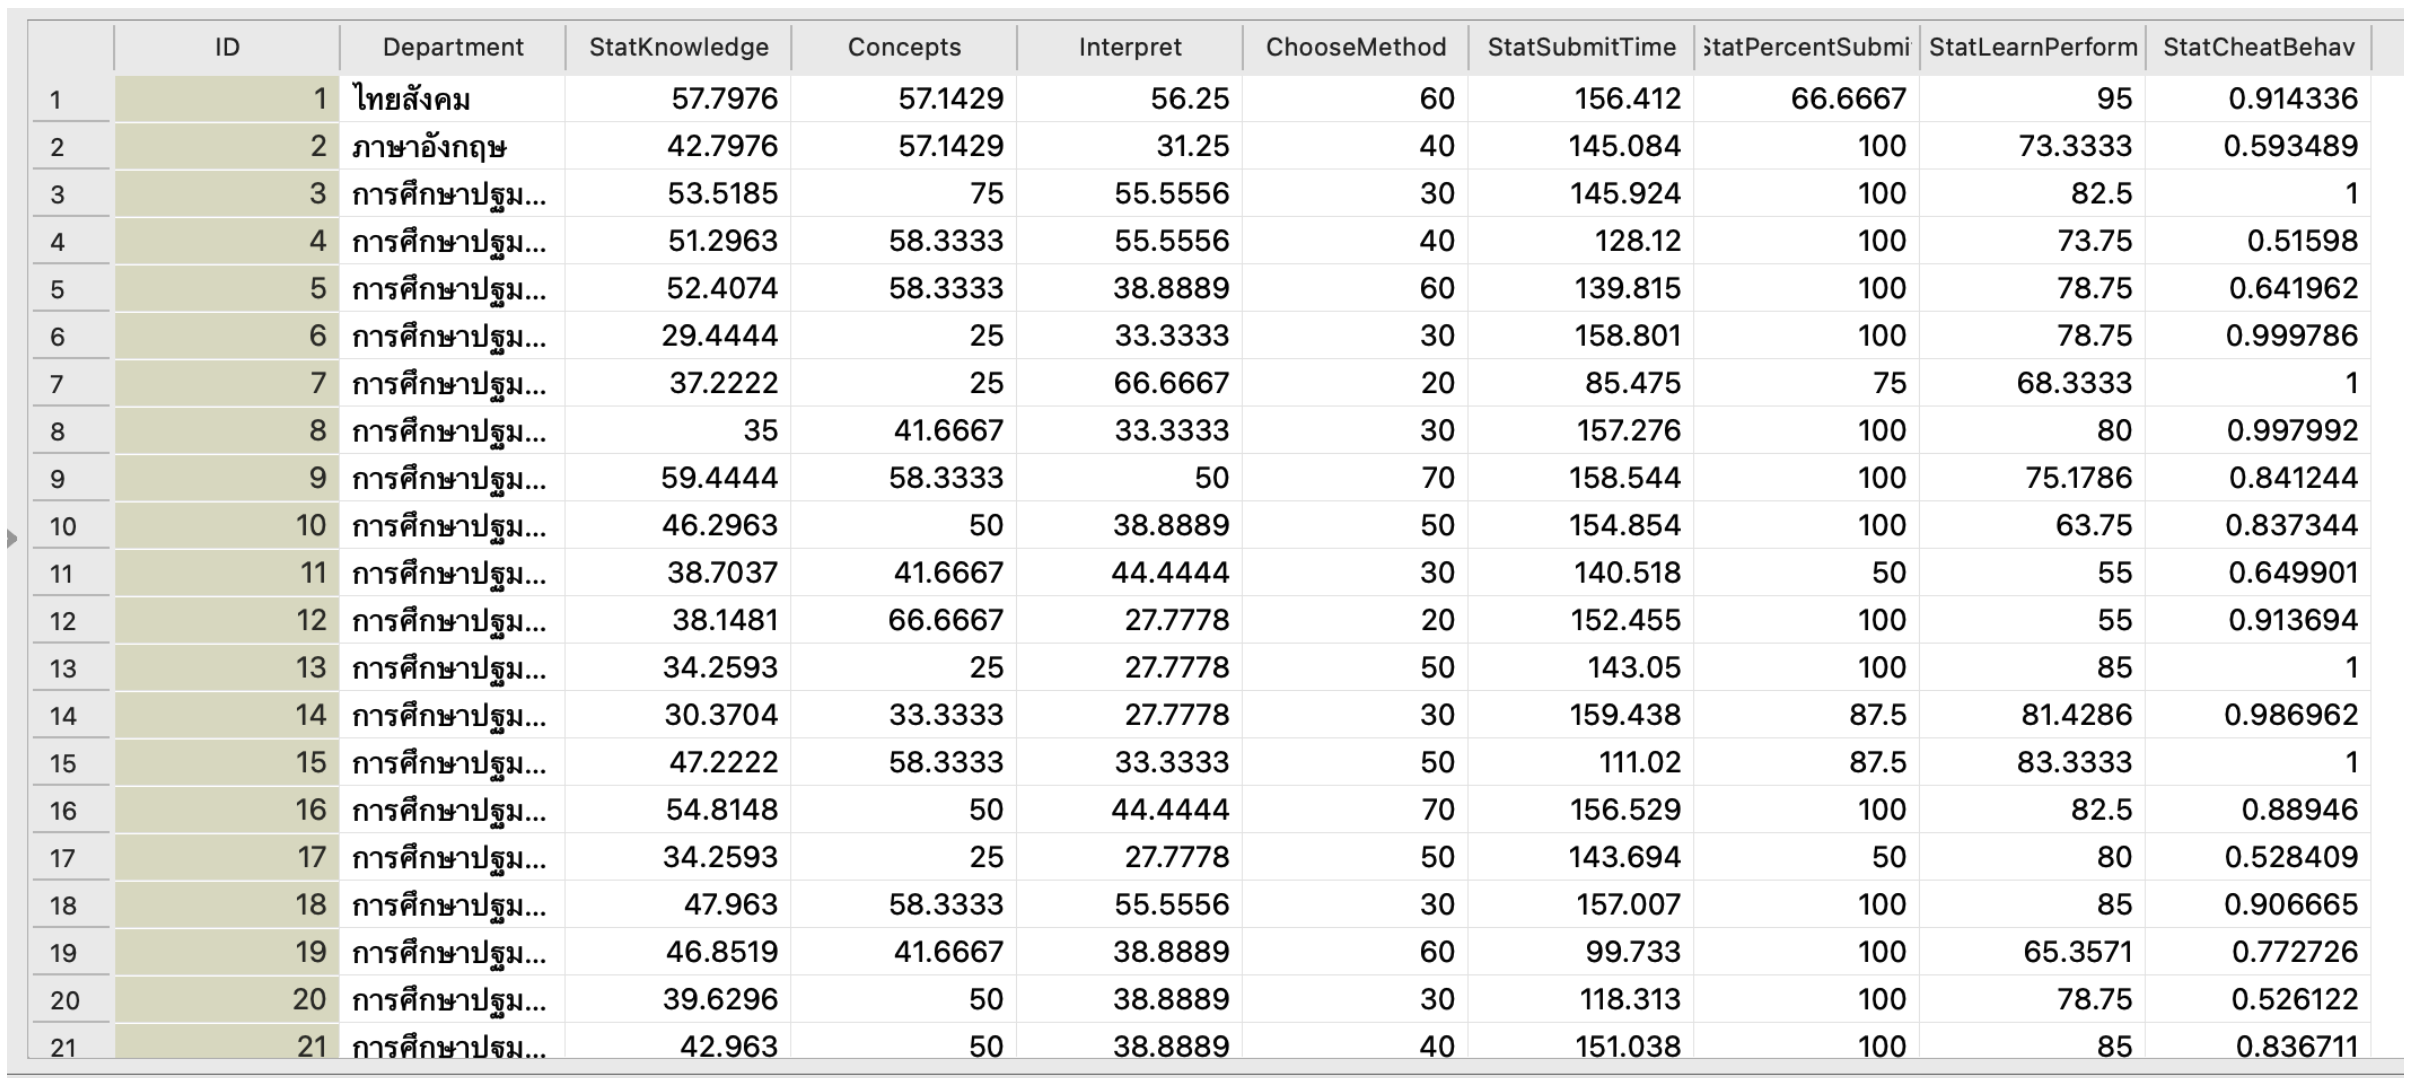 ID Department StatKnowledge Concepts Interpret ChooseMethod StatSubmitTime StatPercentSubmi StatLearnPerform StatCheatBehav
1 1 ไทยสังคม 57.7976 57.1429 56.25 60 156.412 66.6667 95 0.914336
2 2 ภาษาอังกฤษ 42.7976 57.1429 31.25 40 145.084 100 73.3333 0.593489
3 3 การศึกษาปฐม... 53.5185 75 55.5556 30 145.924 100 82.5 1
4 4 การศึกษาปฐม... 51.2963 58.3333 55.5556 40 128.12 100 73.75 0.51598
5 5 การศึกษาปฐม... 52.4074 58.3333 38.8889 60 139.815 100 78.75 0.641962
6 6 การศึกษาปฐม... 29.4444 25 33.3333 30 158.801 100 78.75 0.999786
7 7 การศึกษาปฐม... 37.2222 25 66.6667 20 85.475 75 68.3333 1
8 8 การศึกษาปฐม... 35 41.6667 33.3333 30 157.276 100 80 0.997992
9 9 การศึกษาปฐม... 59.4444 58.3333 50 70 158.544 100 75.1786 0.841244
10 10 การศึกษาปฐม... 46.2963 50 38.8889 50 154.854 100 63.75 0.837344
11 11 การศึกษาปฐม... 38.7037 41.6667 44.4444 30 140.518 50 55 0.649901
12 12 การศึกษาปฐม... 38.1481 66.6667 27.7778 20 152.455 100 55 0.913694
13 13 การศึกษาปฐม... 34.2593 25 27.7778 50 143.05 100 85 1
14 14 การศึกษาปฐม... 30.3704 33.3333 27.7778 30 159.438 87.5 81.4286 0.986962
15 15 การศึกษาปฐม... 47.2222 58.3333 33.3333 50 111.02 87.5 83.3333 1
16 16 การศึกษาปฐม... 54.8148 50 44.4444 70 156.529 100 82.5 0.88946
17 17 การศึกษาปฐม... 34.2593 25 27.7778 50 143.694 50 80 0.528409
18 18 การศึกษาปฐม... 47.963 58.3333 55.5556 30 157.007 100 85 0.906665
19 19 การศึกษาปฐม... 46.8519 41.6667 38.8889 60 99.733 100 65.3571 0.772726
20 20 การศึกษาปฐม... 39.6296 50 38.8889 30 118.313 100 78.75 0.526122
21 21 การศึกษาปฐม... 42.963 50 38.8889 40 151.038 100 85 0.836711